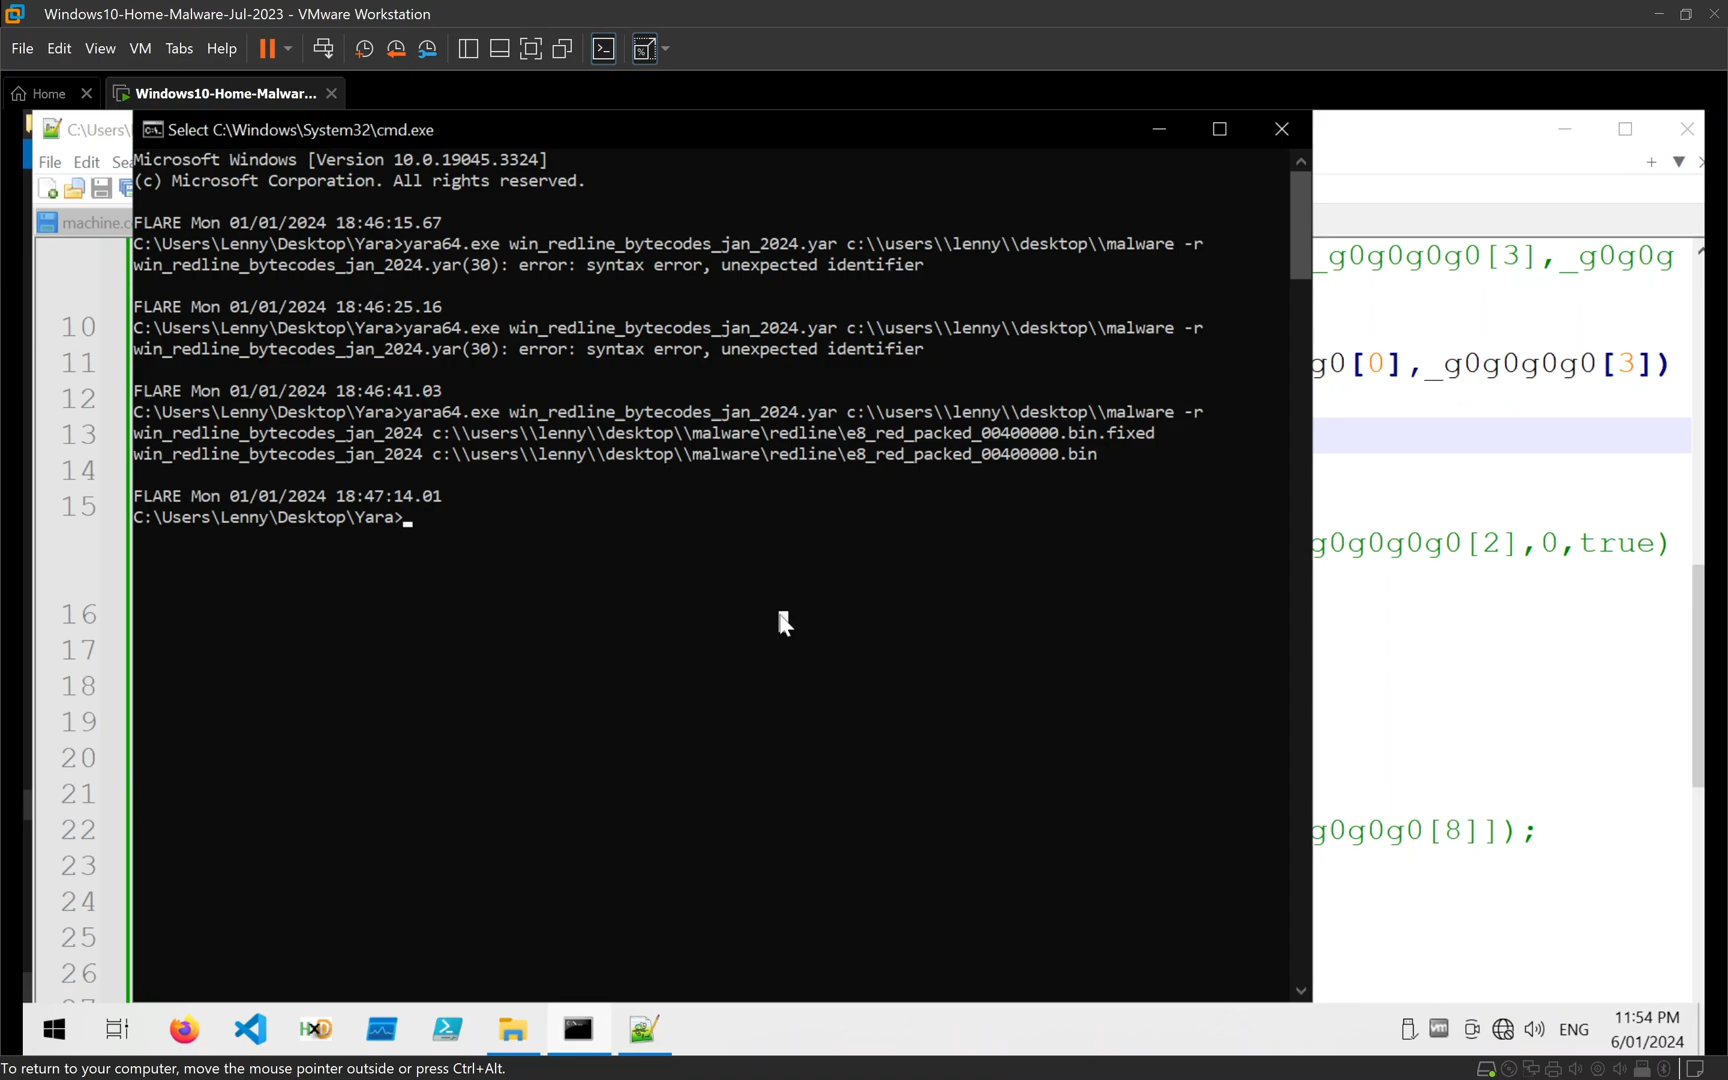 Windows10-Home-Malware-Jul-2023 - VMware Workstation
File Edit View VM Tabs Help
Home
Windows10-Home-Malwar...
C:\Users\
Select C:\Windows\System32\cmd.exe
File Edit Sea
machine.c
Microsoft Windows [Version 10.0.19045.3324]
(c) Microsoft Corporation. All rights reserved.
FLARE Mon 01/01/2024 18:46:15.67
C:\Users\Lenny\Desktop\Yara>yara64.exe win_redline_bytecodes_jan_2024.yar c:\\users\\lenny\\desktop\\malware -r
win_redline_bytecodes_jan_2024.yar(30): error: syntax error, unexpected identifier
FLARE Mon 01/01/2024 18:46:25.16
C:\Users\Lenny\Desktop\Yara>yara64.exe win_redline_bytecodes_jan_2024.yar c:\\users\\lenny\\desktop\\malware -r
win_redline_bytecodes_jan_2024.yar(30): error: syntax error, unexpected identifier
FLARE Mon 01/01/2024 18:46:41.03
C:\Users\Lenny\Desktop\Yara>yara64.exe win_redline_bytecodes_jan_2024.yar c:\\users\\lenny\\desktop\\malware -r
win_redline_bytecodes_jan_2024 c:\\users\\lenny\\desktop\\malware\redline\e8_red_packed_00400000.bin.fixed
win_redline_bytecodes_jan_2024 c:\\users\\lenny\\desktop\\malware\redline\e8_red_packed_00400000.bin
FLARE Mon 01/01/2024 18:47:14.01
C:\Users\Lenny\Desktop\Yara>_
_g0g0g0g0[3],_g0g0g
10
11
g0[0],_g0g0g0g0[3])
12
13
14
15
g0g0g0g0[2],0,true)
16
17
18
19
20
21
22
g0g0g0[8]]);
23
24
25
26
HXD
vm
ENG
11:54 PM
6/01/2024
To return to your computer, move the mouse pointer outside or press Ctrl+Alt.